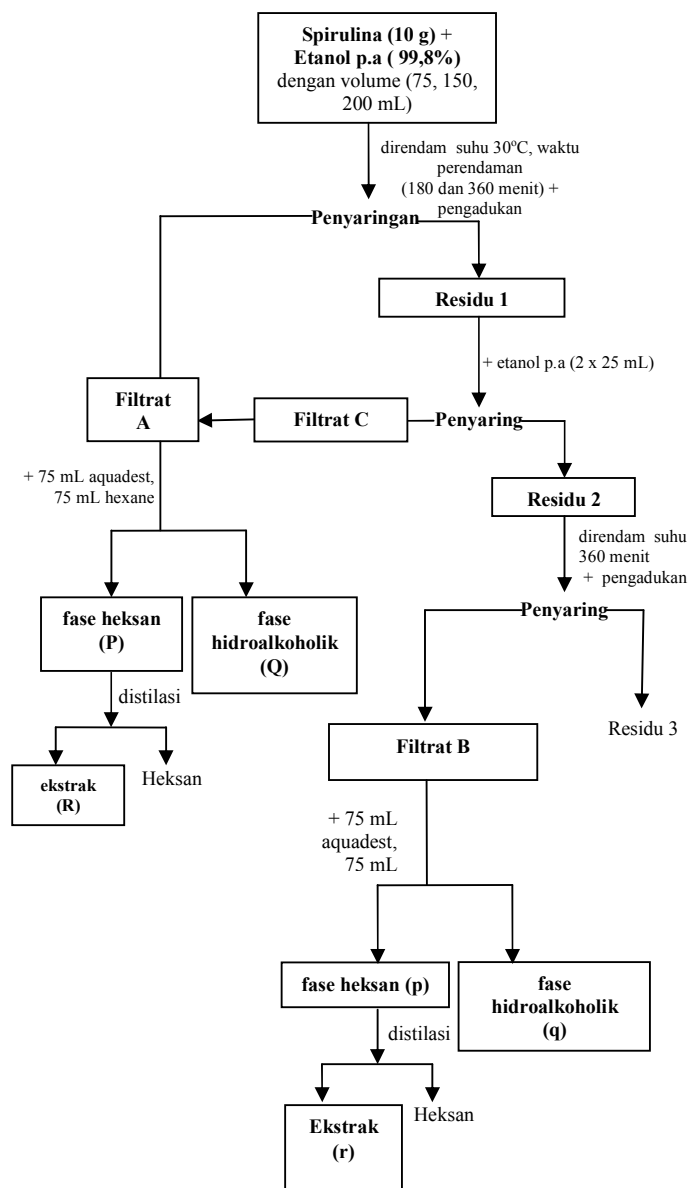 Spirulina (10 g) +
Etanol p.a ( 99,8%)
dengan volume (75, 150,
200 mL)
direndam suhu 30ºC, waktu
perendaman
(180 dan 360 menit) +
pengadukan
Penyaringan
Residu 1
+ etanol p.a (2 x 25 mL)
Filtrat
A
Filtrat C
Penyaring
+ 75 mL aquadest,
75 mL hexane
Residu 2
direndam suhu
360 menit
+ pengadukan
fase heksan
(P)
fase
hidroalkoholik
(Q)
Penyaring
distilasi
Residu 3
Filtrat B
ekstrak
(R)
Heksan
+ 75 mL
aquadest,
75 mL
fase heksan (p)
fase
hidroalkoholik
(q)
distilasi
Ekstrak
(r)
Heksan